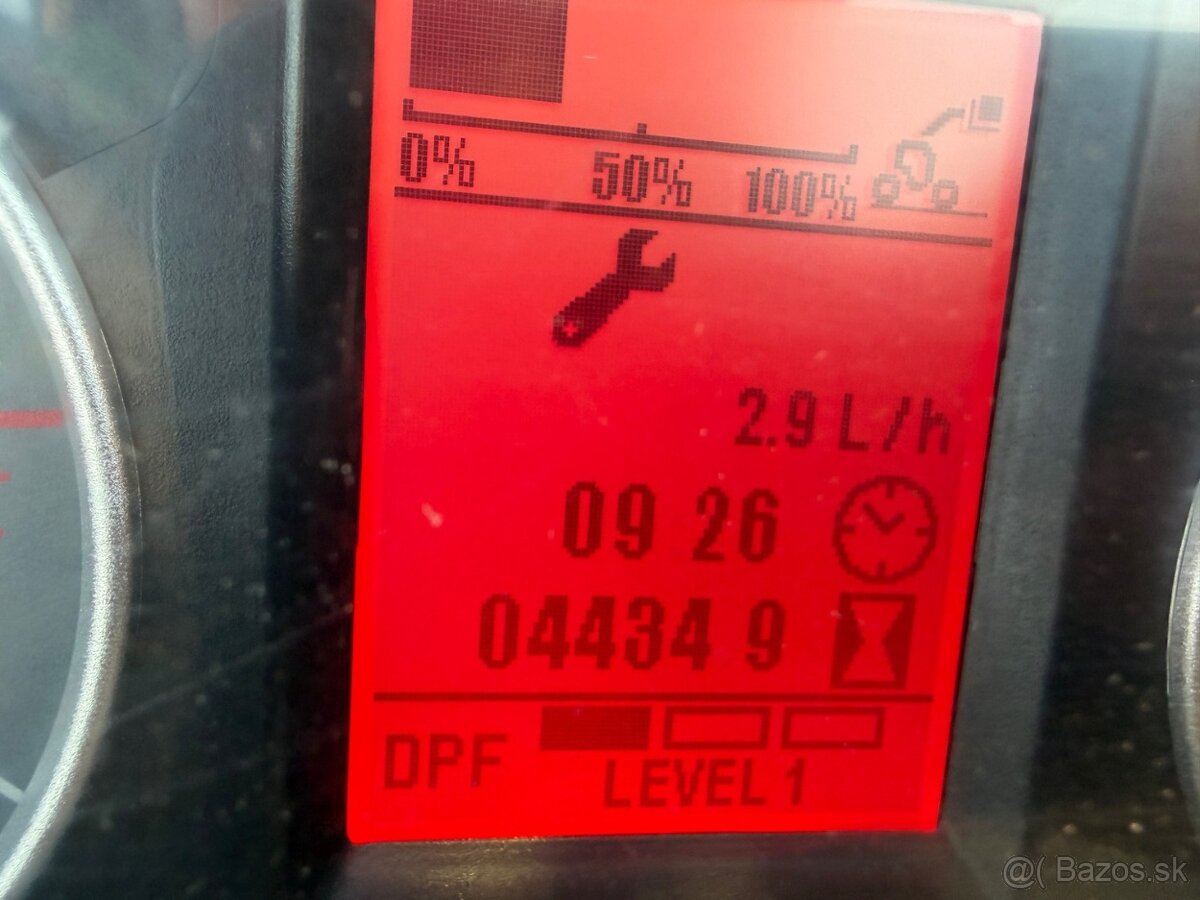 0% 50% 100%
2.9 L/h
09 26
04434 9
DPF
LEVEL 1
@( Bazos.sk